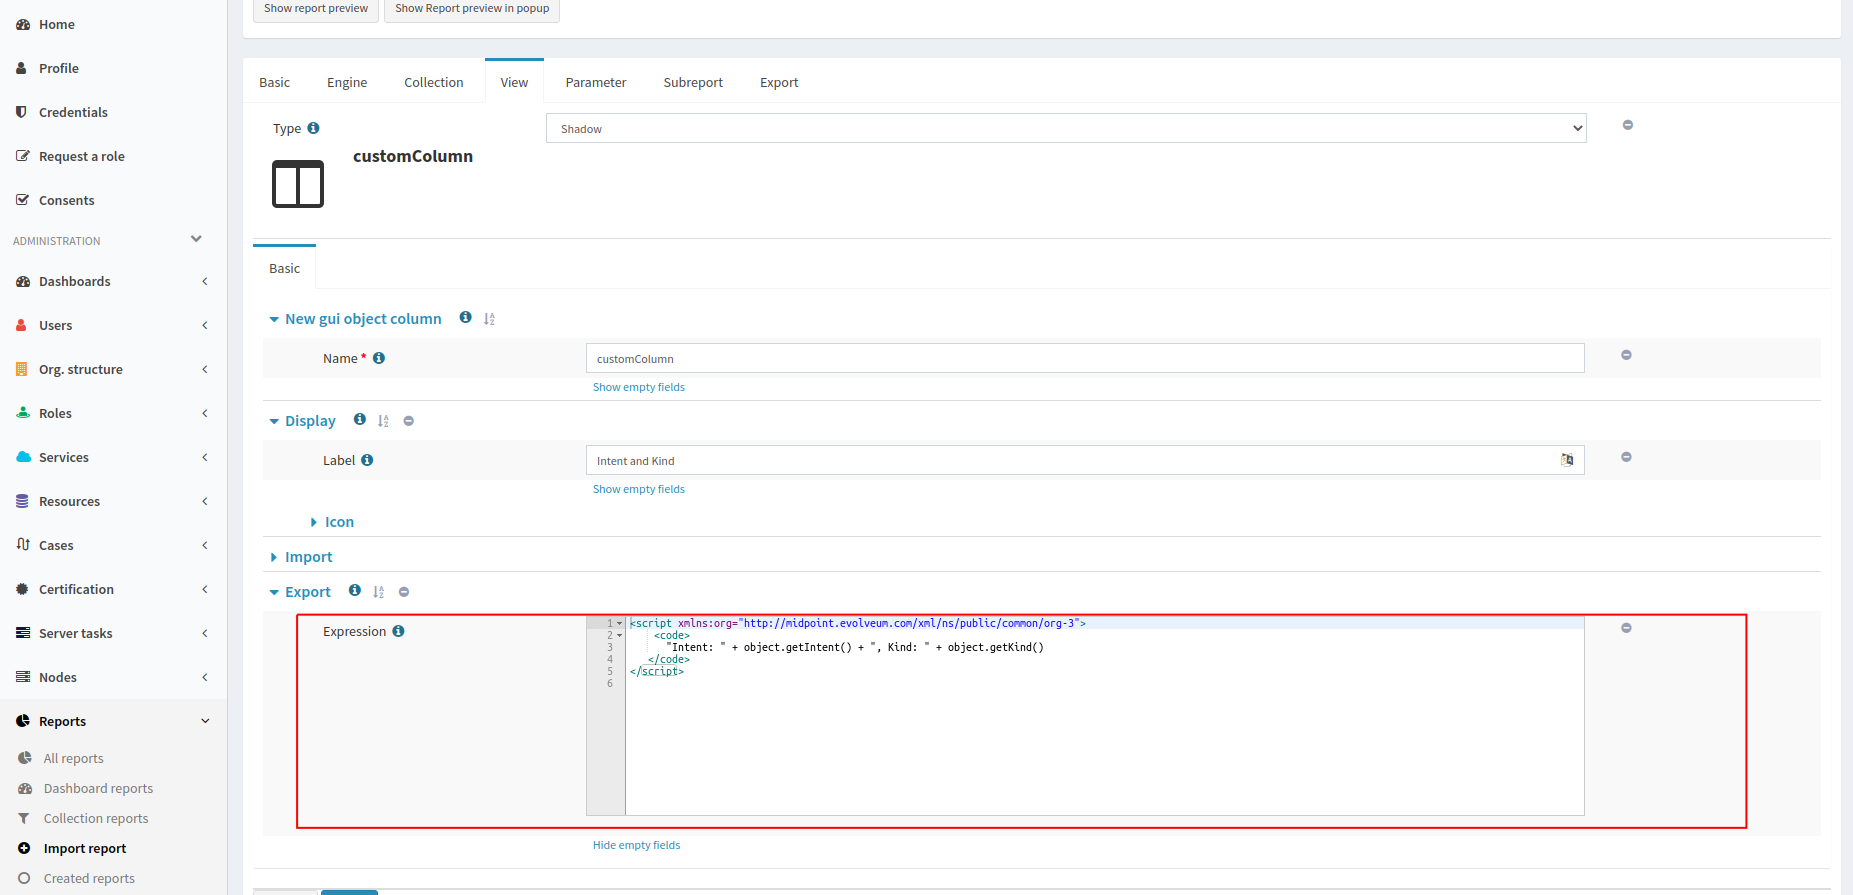 Home
Profile
Credentials
Request a role
Consents
ADMINISTRATION
Dashboards
Users
Org. structure
Roles
Services
Resources
Cases
Certification
Server tasks
Nodes
Reports
All reports
Dashboard reports
Collection reports
Import report
Created reports
Show report preview Show Report preview in popup
Basic Engine Collection View Parameter Subreport Export
Type Shadow
customColumn
Basic
New gui object column
Name * customColumn
Show empty fields
Display
Label Intent and Kind
Show empty fields
Icon
Import
Export
Expression
1 <script xmlns:org="http://midpoint.evolveum.com/xml/ns/public/common/org-3">
2 <code>
3 "Intent: " + object.getIntent() + ", Kind: " + object.getKind()
4 </code>
5 </script>
6
Hide empty fields